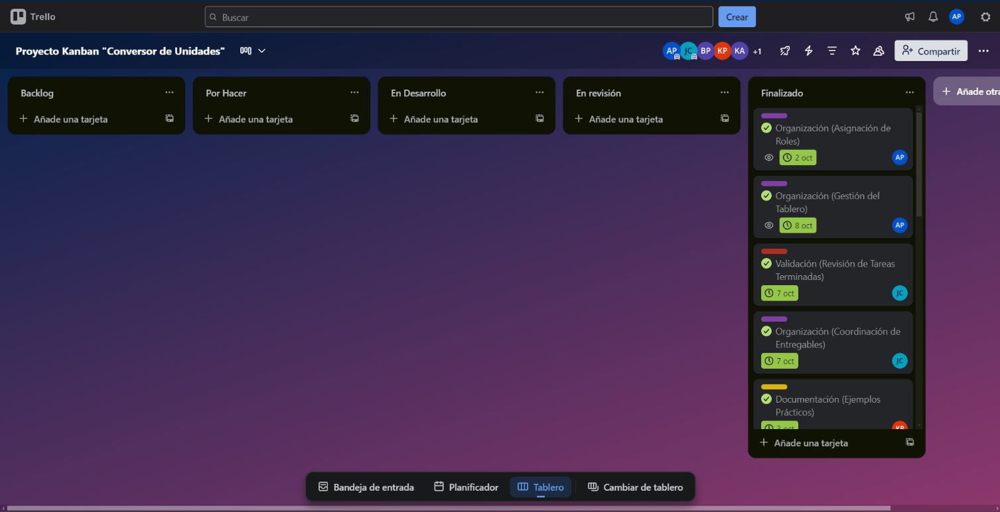 Trello
Buscar
Crear
AP
Proyecto Kanban "Conversor de Unidades"
AP JC BP KP KA +1
Compartir
Backlog
Añade una tarjeta
Por Hacer
Añade una tarjeta
En Desarrollo
Añade una tarjeta
En revisión
Añade una tarjeta
Finalizado
Organización (Asignación de
Roles)
2 oct
AP
Organización (Gestión del
Tablero)
8 oct
AP
Validación (Revisión de Tareas
Terminadas)
7 oct
JC
Organización (Coordinación de
Entregables)
7 oct
JC
Documentación (Ejemplos
Prácticos)
KP
Añade una tarjeta
Añade otra
Bandeja de entrada
Planificador
Tablero
Cambiar de tablero